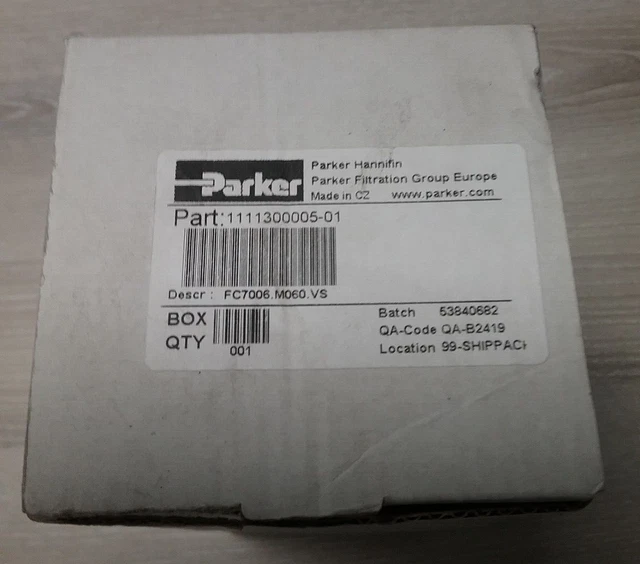 Parker
Parker Hannifin
Parker Filtration Group Europe
Made in CZ www.parker.com
Part:1111300005-01
Descr: FC7006.M060.VS
BOX
QTY
001
Batch 53840682
QA-Code QA-B2419
Location 99-SHIPPACK